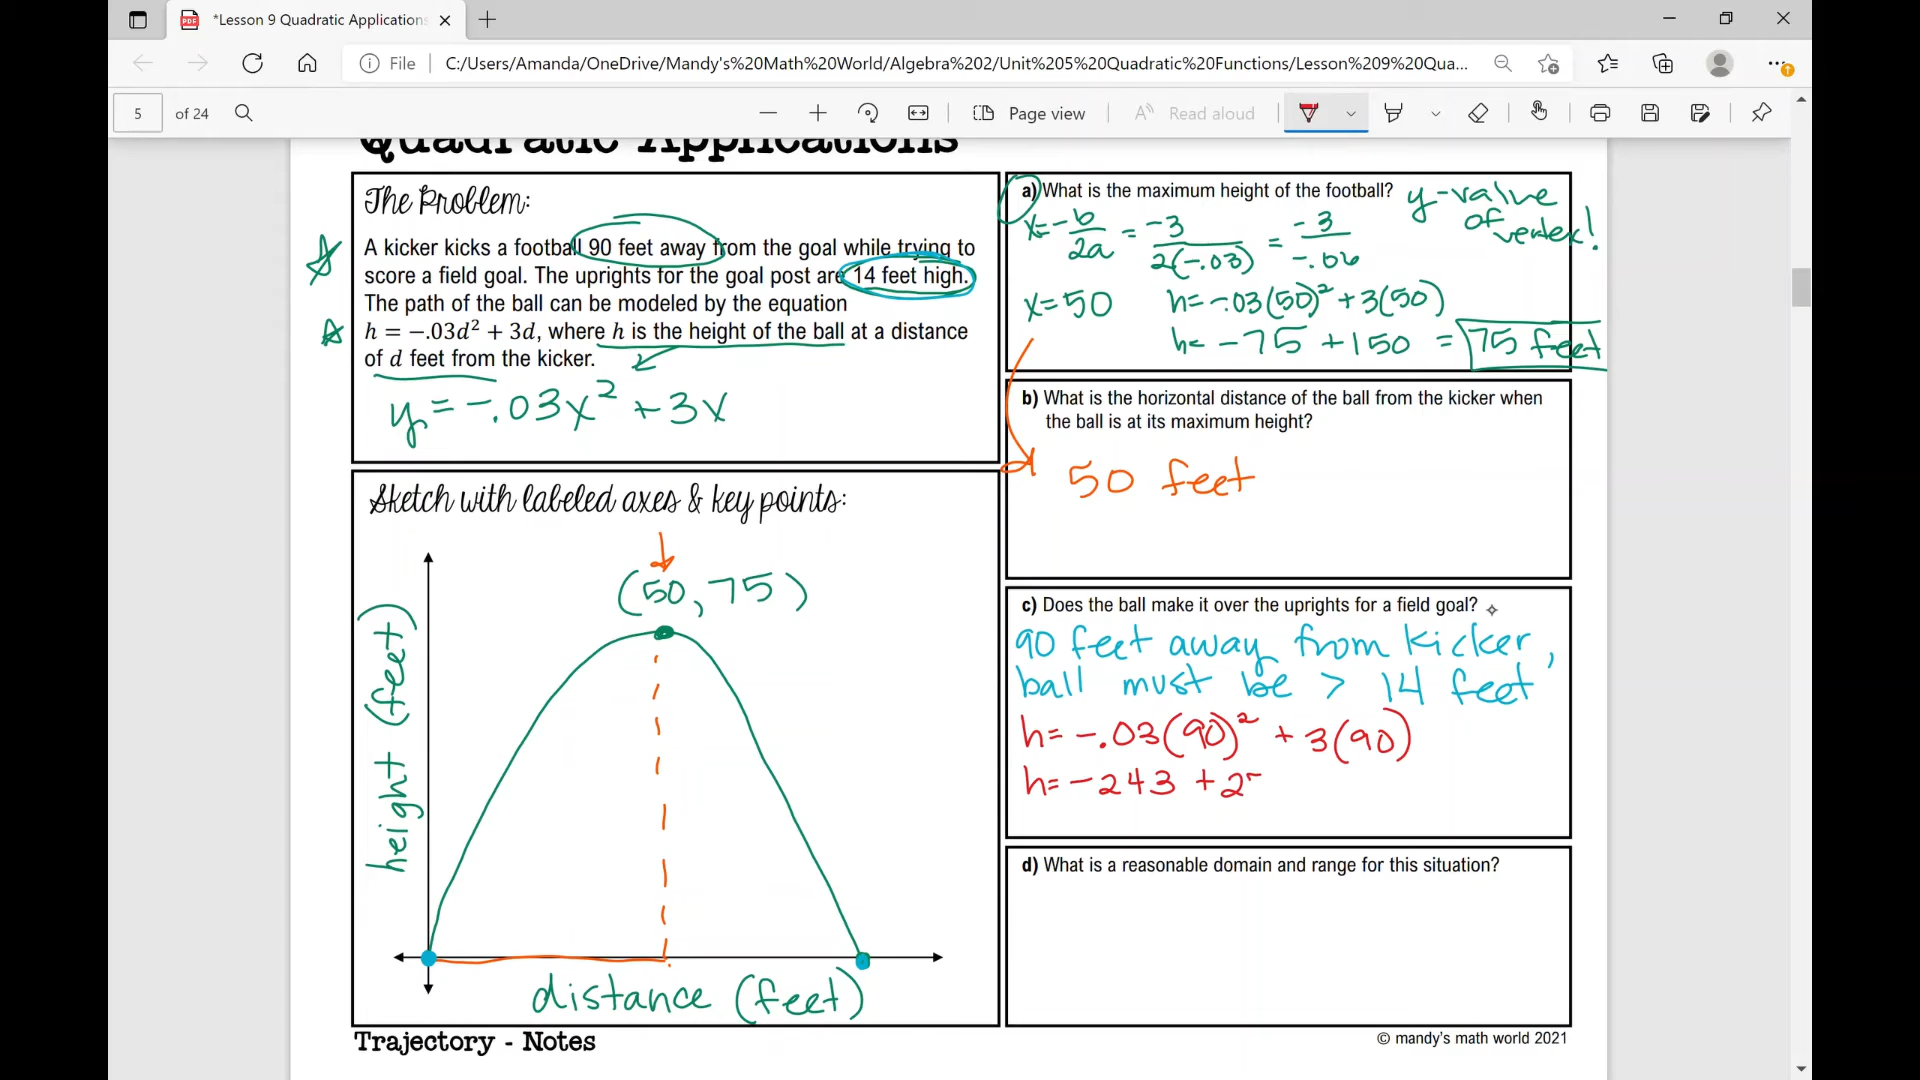 *Lesson 9 Quadratic Applications
File
C:/Users/Amanda/OneDrive/Mandy's%20Math%20World/Algebra%202/Unit%205%20Quadratic%20Functions/Lesson%209%20Qua...
5 of 24
Page view
Read aloud
Quadratic Applications
The Problem:
A kicker kicks a football 90 feet away from the goal while trying to
score a field goal. The uprights for the goal post are 14 feet high.
The path of the ball can be modeled by the equation
h = −.03d² + 3d, where h is the height of the ball at a distance
of d feet from the kicker.
y = -.03x² + 3x
Sketch with labeled axes & key points:
(50, 75)
height (feet)
distance (feet)
Trajectory - Notes
a) What is the maximum height of the football?
y-value of vertex!
x = -b/2a = -3/2(-.03) = -3/-.06
x = 50 h = -.03(50)² + 3(50)
h = -75 + 150 = 75 feet
b) What is the horizontal distance of the ball from the kicker when
the ball is at its maximum height?
50 feet
c) Does the ball make it over the uprights for a field goal?
90 feet away from kicker,
ball must be > 14 feet
h = -.03(90)² + 3(90)
h = -243 + 2
d) What is a reasonable domain and range for this situation?
© mandy's math world 2021